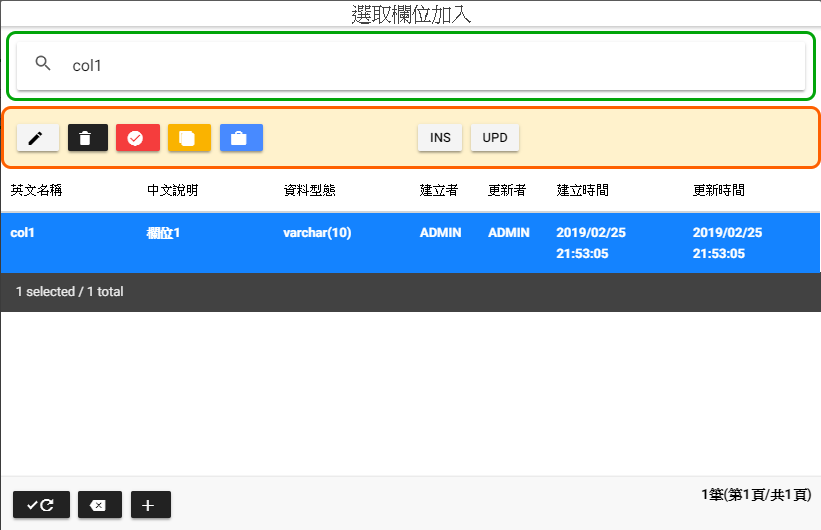 選取欄位加入
col1
INS UPD
英文名稱 中文說明 資料型態 建立者 更新者 建立時間 更新時間
col1 欄位1 varchar(10) ADMIN ADMIN 2019/02/25 21:53:05 2019/02/25 21:53:05
1 selected / 1 total
1筆(第1頁/共1頁)